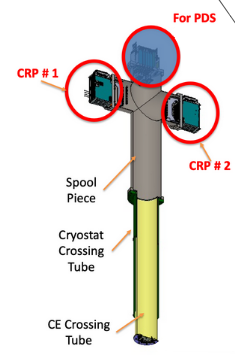 For PDS
CRP # 1
CRP # 2
Spool
Piece
Cryostat
Crossing
Tube
CE Crossing
Tube